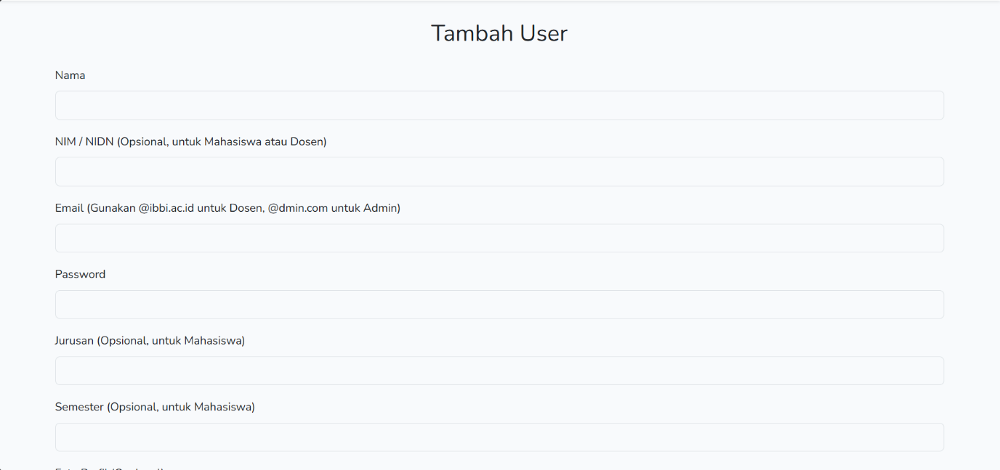 Tambah User
Nama
NIM / NIDN (Opsional, untuk Mahasiswa atau Dosen)
Email (Gunakan @ibbi.ac.id untuk Dosen, @dmin.com untuk Admin)
Password
Jurusan (Opsional, untuk Mahasiswa)
Semester (Opsional, untuk Mahasiswa)